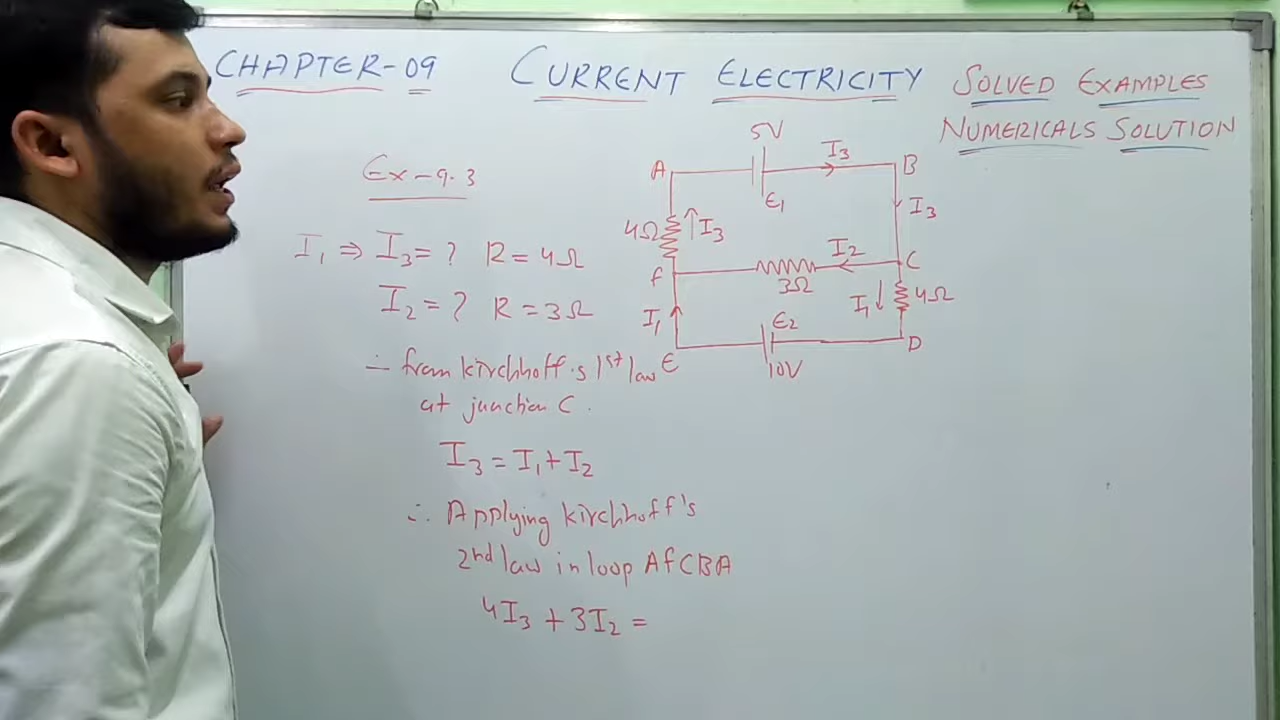 CHAPTER-09 CURRENT ELECTRICITY SOLVED EXAMPLES
NUMERICALS SOLUTION
Ex-9.3
I₁ ⇒ I₃ = ? R = 4Ω
I₂ = ? R = 3Ω
∴ from kirchhoff's 1st law
at junction C.
I₃ = I₁ + I₂
∴ Applying kirchhoff's
2nd law in loop AfCBA
4I₃ + 3I₂ =
5V
A
I₃
B
ε₁
4Ω
I₃
I₃
I₂
f
C
3Ω
I₁
4Ω
I₁
ε₂
E
D
10V